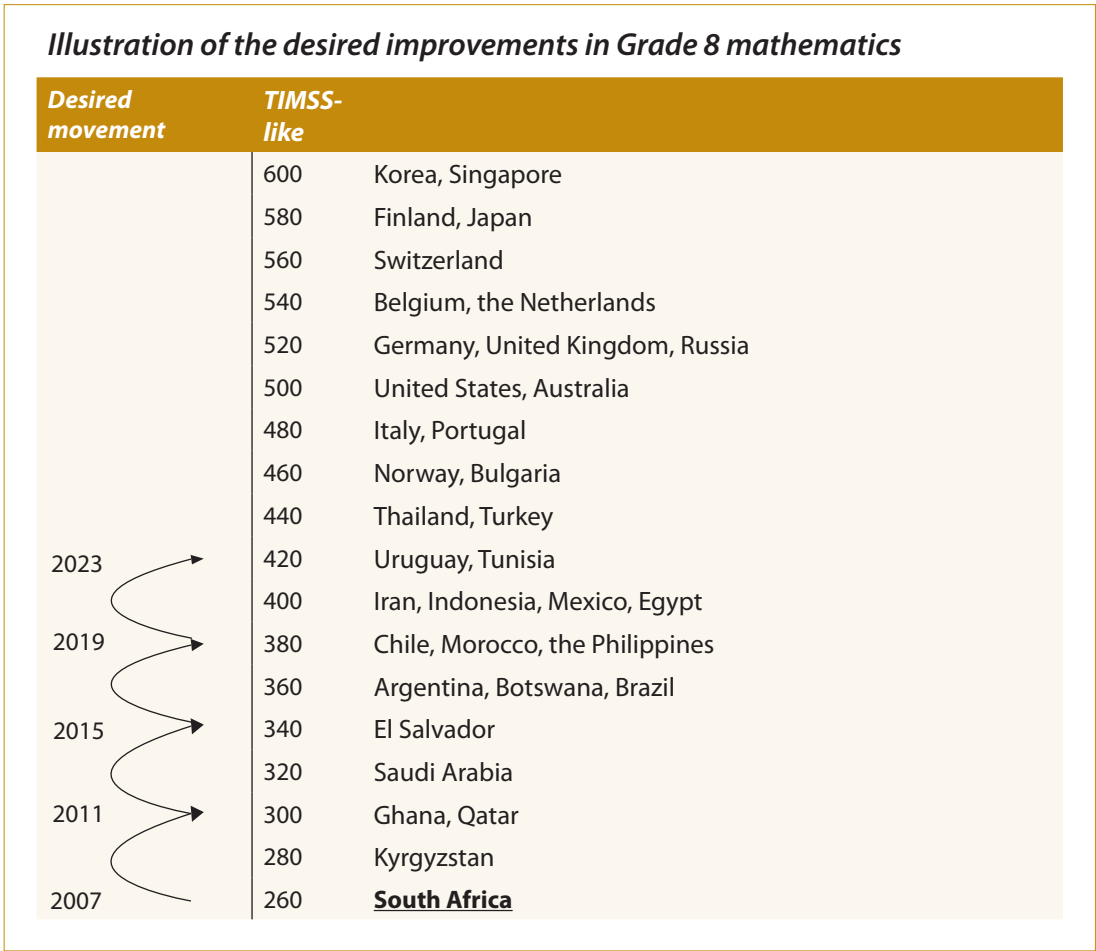 Illustration of the desired improvements in Grade 8 mathematics
Desired movement TIMSS-like
600 Korea, Singapore
580 Finland, Japan
560 Switzerland
540 Belgium, the Netherlands
520 Germany, United Kingdom, Russia
500 United States, Australia
480 Italy, Portugal
460 Norway, Bulgaria
440 Thailand, Turkey
2023 420 Uruguay, Tunisia
400 Iran, Indonesia, Mexico, Egypt
2019 380 Chile, Morocco, the Philippines
360 Argentina, Botswana, Brazil
2015 340 El Salvador
320 Saudi Arabia
2011 300 Ghana, Qatar
280 Kyrgyzstan
2007 260 South Africa